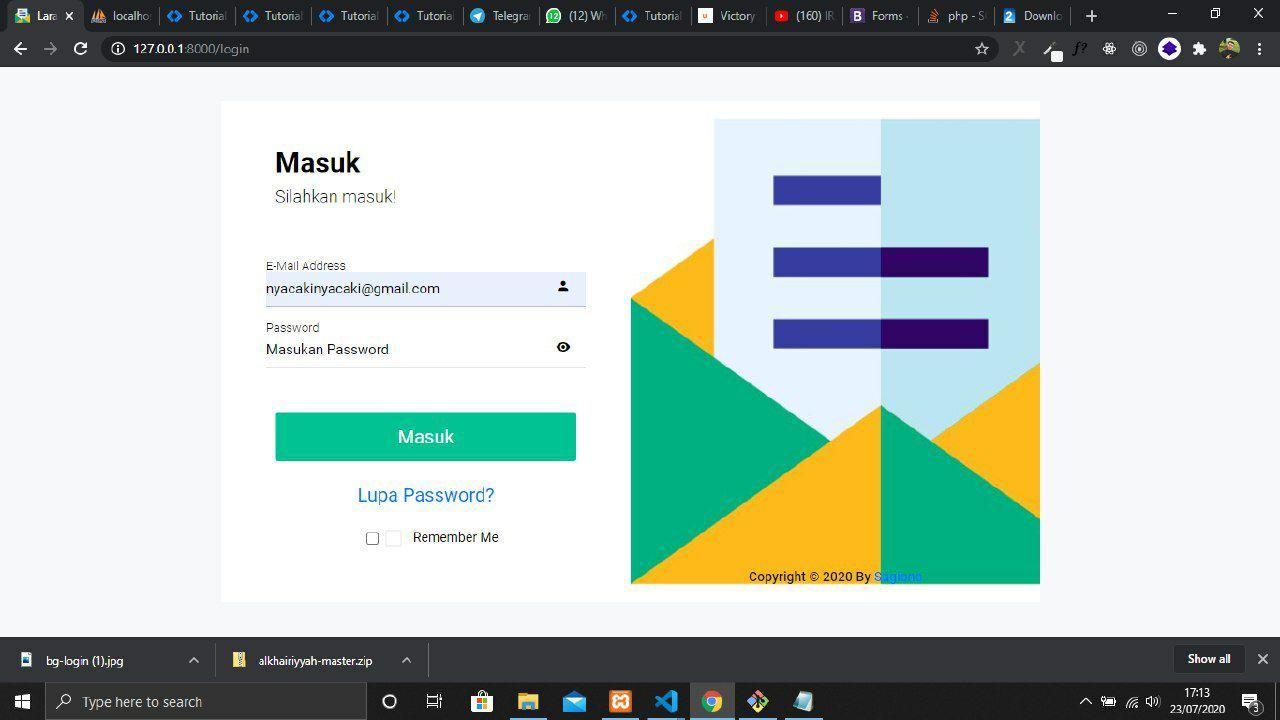 Lara
localhos
Tutorial
Tutorial
Tutorial
Tutorial
Telegran
(12) Wh
Tutorial
Victory
(160) IR
Forms
php - S
Downlo
127.0.0.1:8000/login
Masuk
Silahkan masuk!
E-Mail Address
nyacakinyacaki@gmail.com
Password
Masukan Password
Masuk
Lupa Password?
Remember Me
Copyright © 2020 By Sugiono
bg-login (1).jpg
alkhairiyyah-master.zip
Show all
Type here to search
17:13
23/07/2020